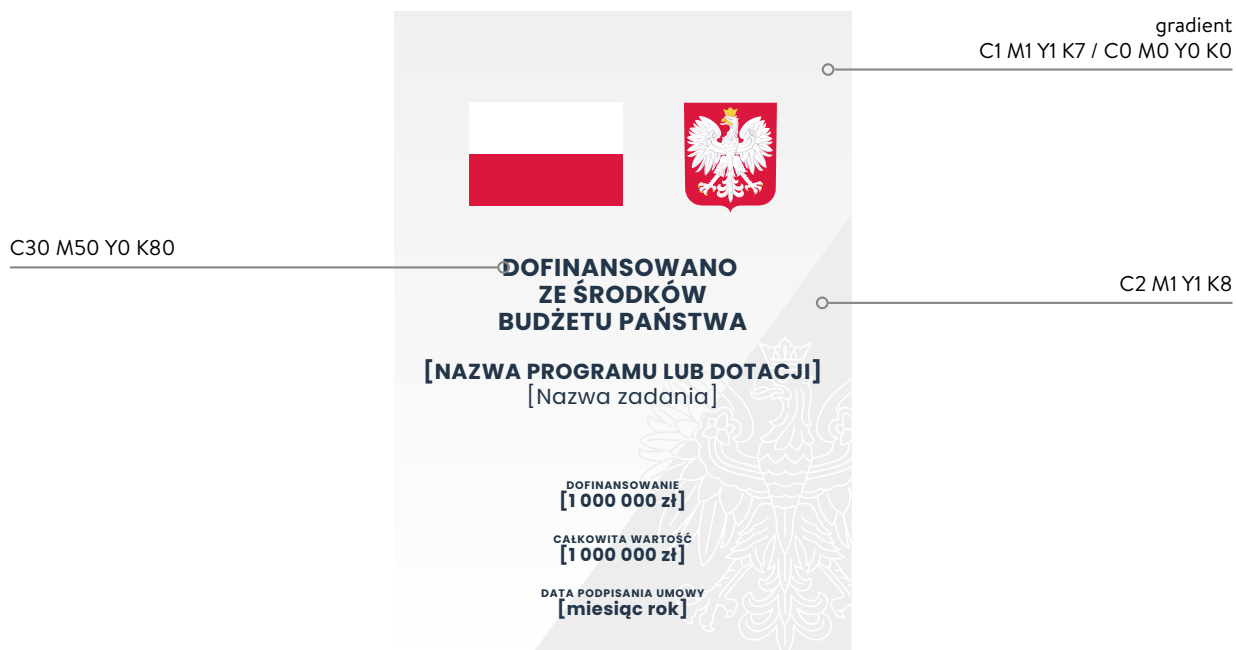 gradient
C1 M1 Y1 K7 / C0 M0 Y0 K0
C30 M50 Y0 K80
DOFINANSOWANO
ZE ŚRODKÓW
BUDŻETU PAŃSTWA
C2 M1 Y1 K8
[NAZWA PROGRAMU LUB DOTACJI]
[Nazwa zadania]
DOFINANSOWANIE
[1 000 000 zł]
CAŁKOWITA WARTOŚĆ
[1 000 000 zł]
DATA PODPISANIA UMOWY
[miesiąc rok]